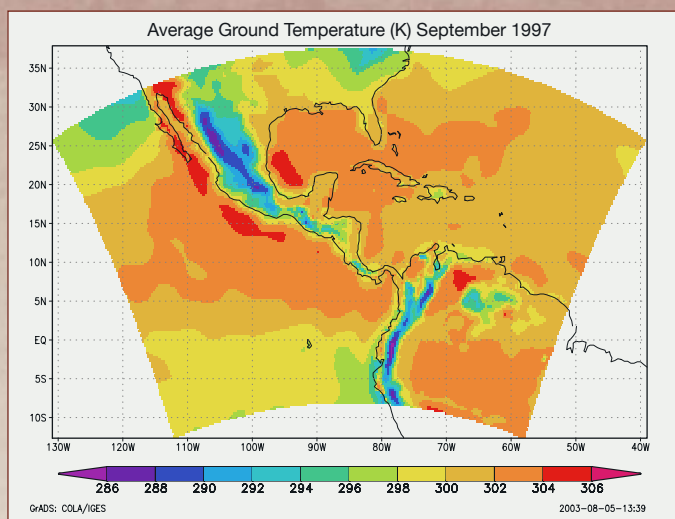 Average Ground Temperature (K) September 1997
35N
30N
25N
20N
15N
10N
5N
EQ
5S
10S
130W 120W 110W 100W 90W 80W 70W 60W 50W 40W
286 288 290 292 294 296 298 300 302 304 306
GrADS: COLA/IGES 2003-08-05-13:39